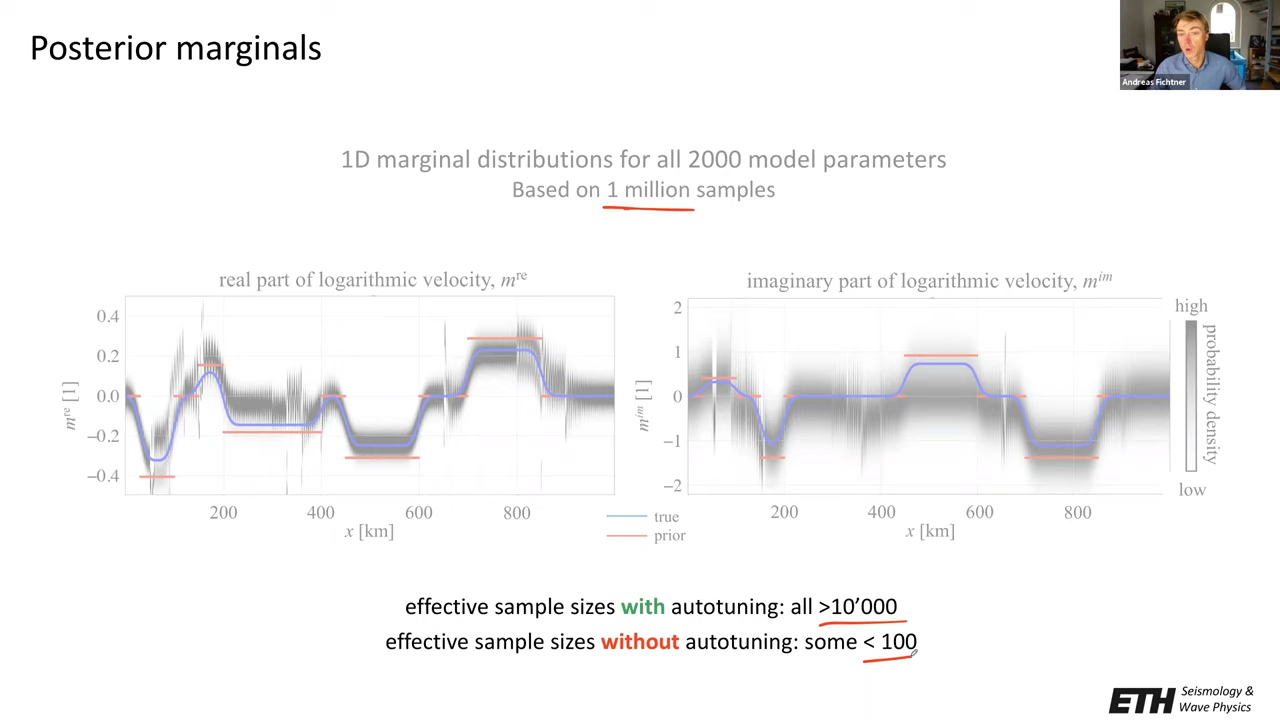 Posterior marginals
Andreas Fichtner
1D marginal distributions for all 2000 model parameters
Based on 1 million samples
real part of logarithmic velocity, mʳᵉ
0.4
0.2
0.0
−0.2
−0.4
mʳᵉ [1]
200 400 600 800
x [km]
imaginary part of logarithmic velocity, mⁱᵐ
2
1
0
−1
−2
mⁱᵐ [1]
200 400 600 800
x [km]
high
probability density
low
true
prior
effective sample sizes with autotuning: all >10’000
effective sample sizes without autotuning: some < 100
ETH Seismology &
Wave Physics